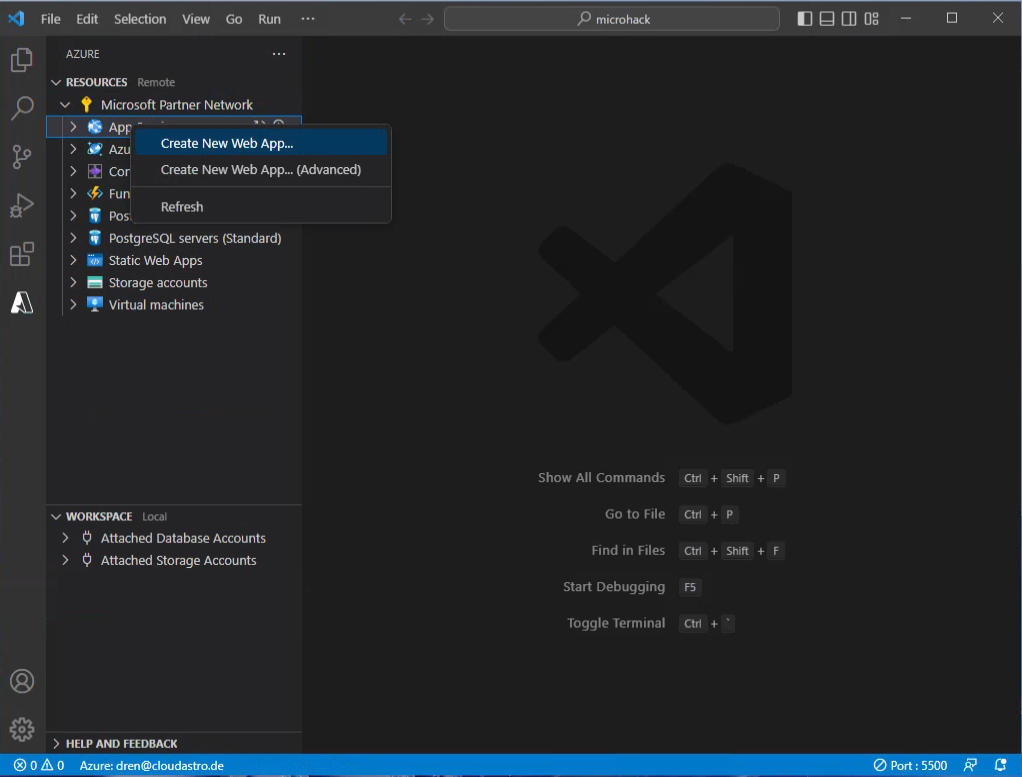 File Edit Selection View Go Run ···
microhack
AZURE ···
RESOURCES Remote
Microsoft Partner Network
App
Create New Web App...
Azu
Create New Web App... (Advanced)
Con
Fun
Refresh
Pos
PostgreSQL servers (Standard)
Static Web Apps
Storage accounts
Virtual machines
Show All Commands Ctrl + Shift + P
Go to File Ctrl + P
Find in Files Ctrl + Shift + F
Start Debugging F5
Toggle Terminal Ctrl + `
WORKSPACE Local
Attached Database Accounts
Attached Storage Accounts
HELP AND FEEDBACK
0 0 Azure: dren@cloudastro.de Port : 5500